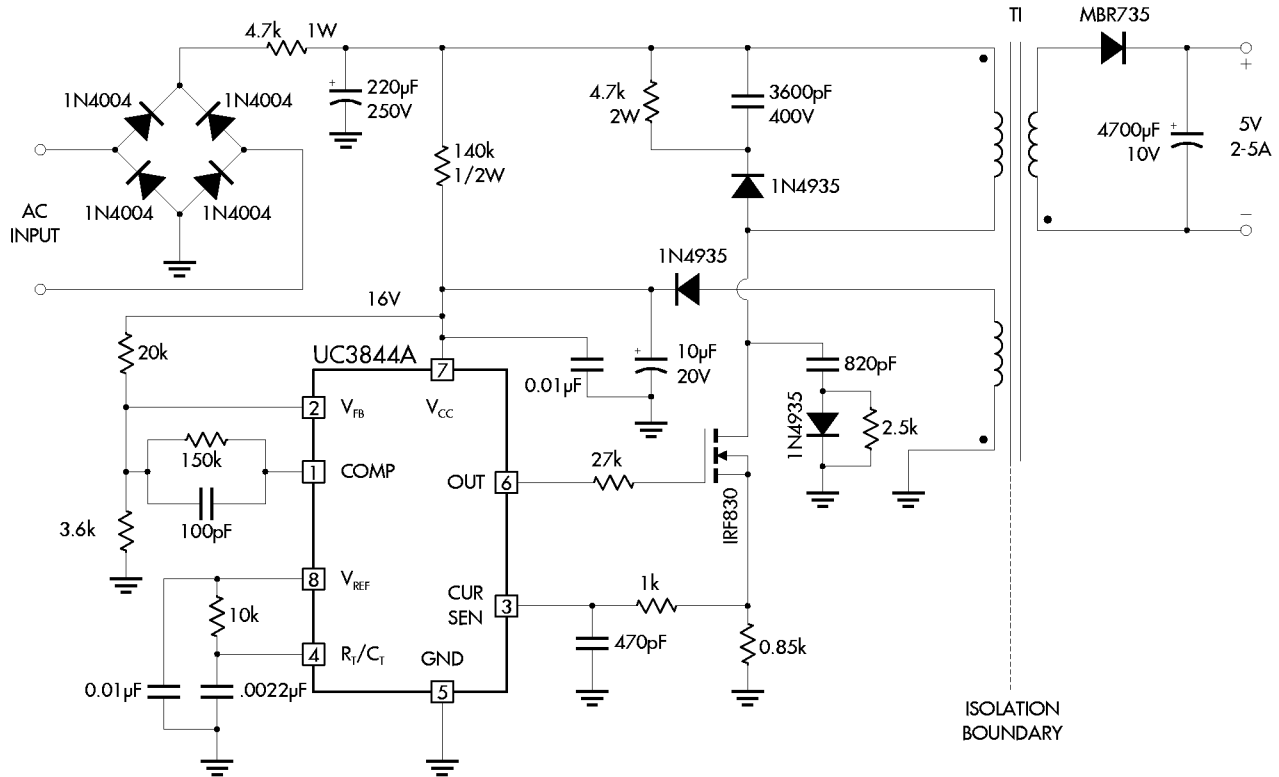 4.7k 1W
TI
MBR735
1N4004
1N4004
220µF
250V
4.7k
2W
3600pF
400V
+
4700µF
10V
+
5V
2-5A
140k
1/2W
1N4935
AC
INPUT
1N4004
1N4004
−
1N4935
16V
20k
UC3844A
7
VCC
0.01µF
+
10µF
20V
820pF
2
VFB
1N4935
2.5k
150k
1
COMP
27k
OUT
6
3.6k
100pF
IRF830
8
VREF
1k
10k
CUR
SEN
3
470pF
0.85k
4
RT/CT
GND
0.01µF
.0022µF
5
ISOLATION
BOUNDARY
+